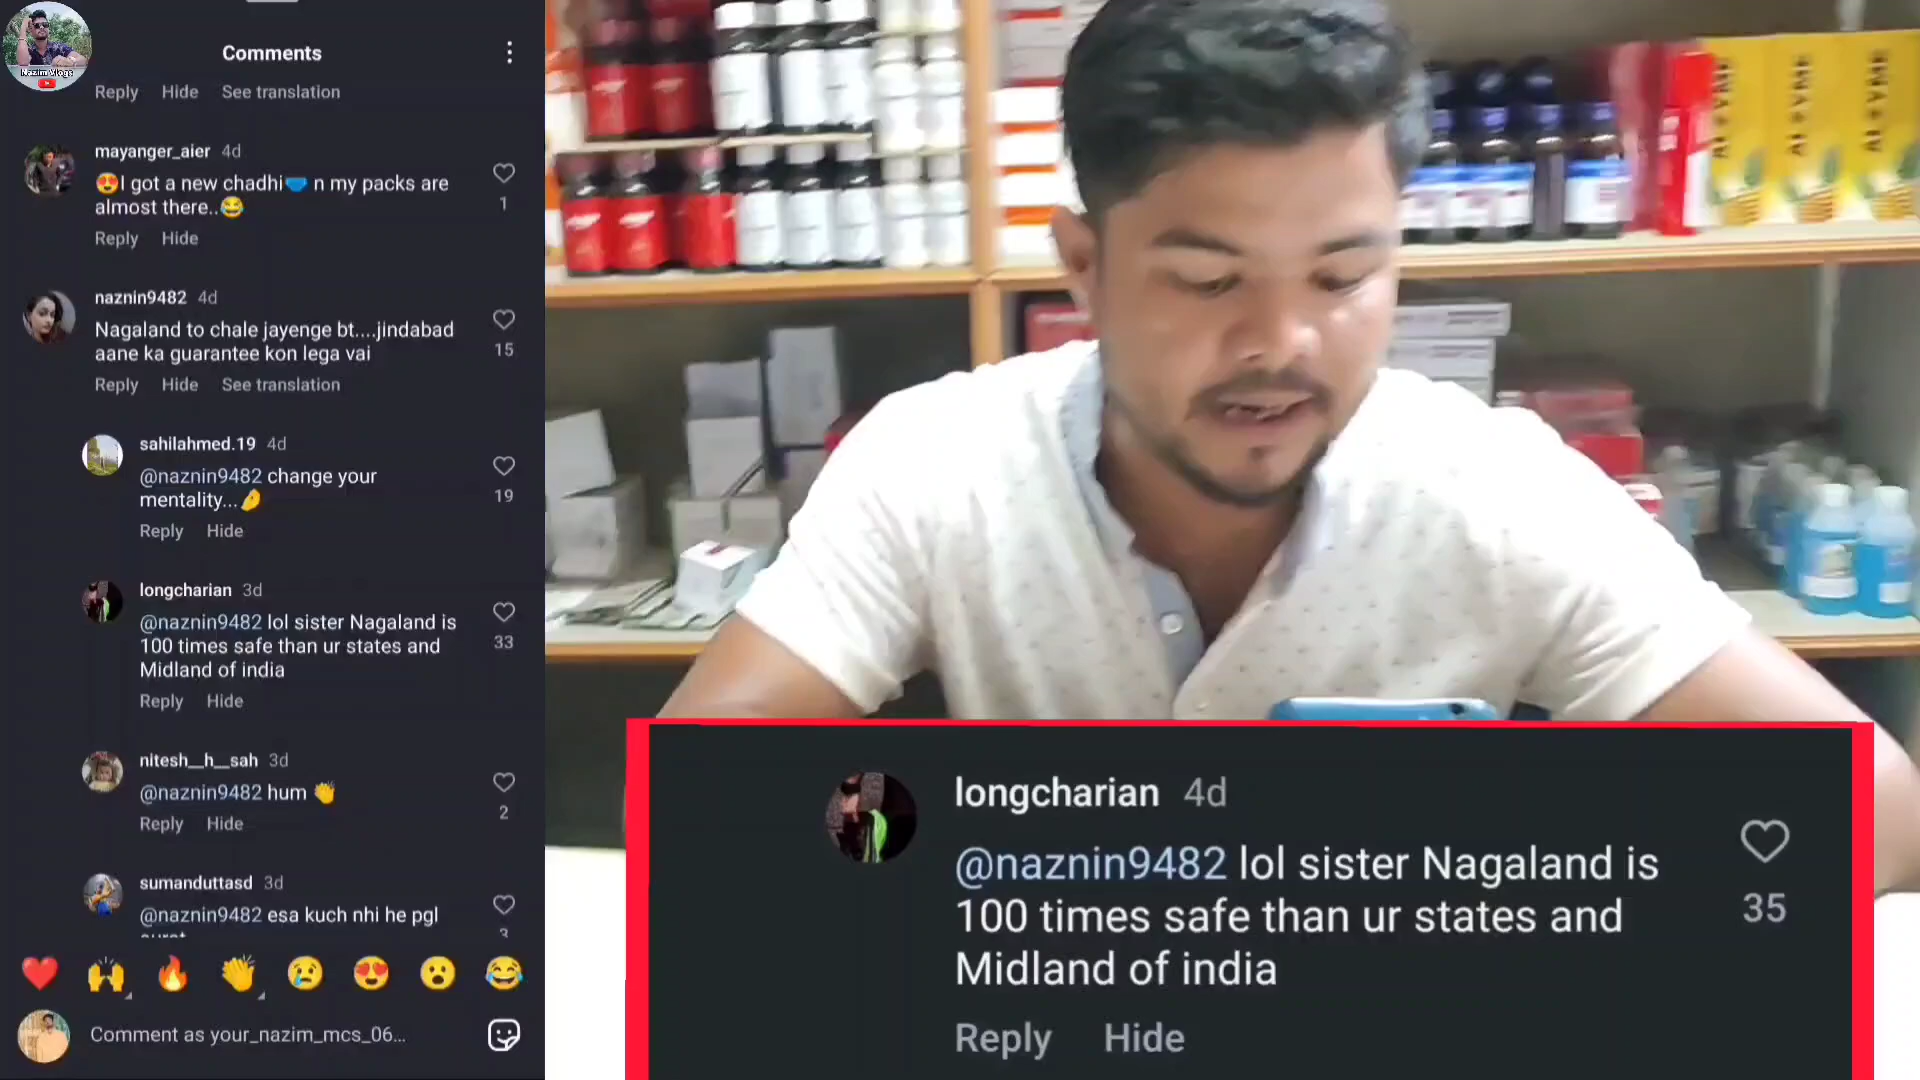 Nazim Vlogs
Comments
Reply Hide See translation
mayanger_aier 4d
😍I got a new chadhi🩲 n my packs are
almost there..😂
1
Reply Hide
naznin9482 4d
Nagaland to chale jayenge bt....jindabad
aane ka guarantee kon lega vai
15
Reply Hide See translation
sahilahmed.19 4d
@naznin9482 change your
mentality...🤌
19
Reply Hide
longcharian 3d
@naznin9482 lol sister Nagaland is
100 times safe than ur states and
Midland of india
33
Reply Hide
nitesh__h__sah 3d
@naznin9482 hum 👏
2
Reply Hide
sumanduttasd 3d
@naznin9482 esa kuch nhi he pgl
3
Comment as your_nazim_mcs_06...
longcharian 4d
@naznin9482 lol sister Nagaland is
100 times safe than ur states and
Midland of india
35
Reply Hide